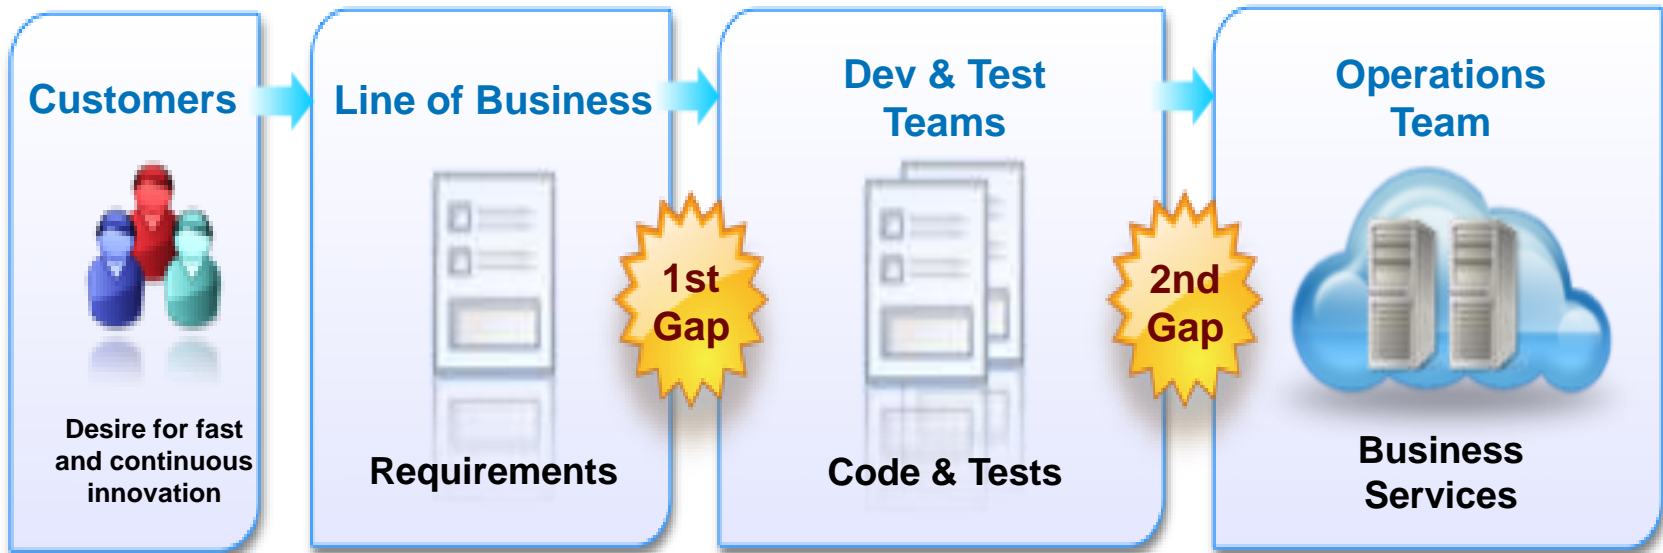 Customers
Desire for fast
and continuous
innovation
Line of Business
Requirements
1st
Gap
Dev & Test
Teams
Code & Tests
2nd
Gap
Operations
Team
Business
Services